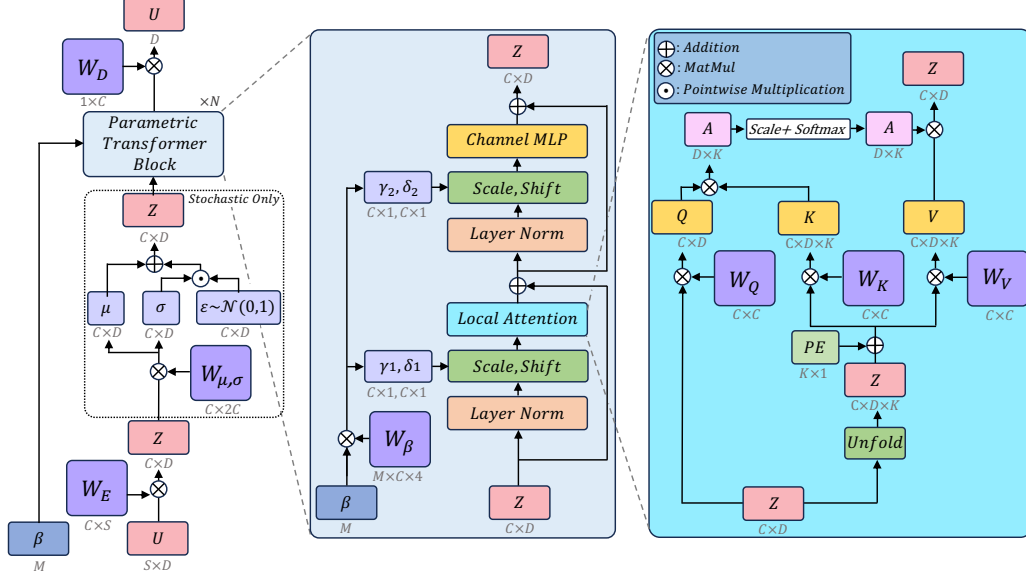 U
D
W_D
1×C
×N
Parametric
Transformer
Block
Stochastic Only
Z
C×D
μ
C×D
σ
C×D
ε~𝒩(0,1)
C×D
W_{μ,σ}
C×2C
Z
C×D
W_E
C×S
β
M
U
S×D
Z
C×D
Channel MLP
γ₂, δ₂
C×1, C×1
Scale, Shift
Layer Norm
Local Attention
γ1, δ1
C×1, C×1
Scale, Shift
Layer Norm
W_β
M×C×4
β
M
Z
C×D
⊕: Addition
⊗: MatMul
⊙: Pointwise Multiplication
Z
C×D
A
D×K
Scale+ Softmax
A
D×K
Q
C×D
K
C×D×K
V
C×D×K
W_Q
C×C
W_K
C×C
W_V
C×C
PE
K×1
Z
C×D×K
Unfold
Z
C×D